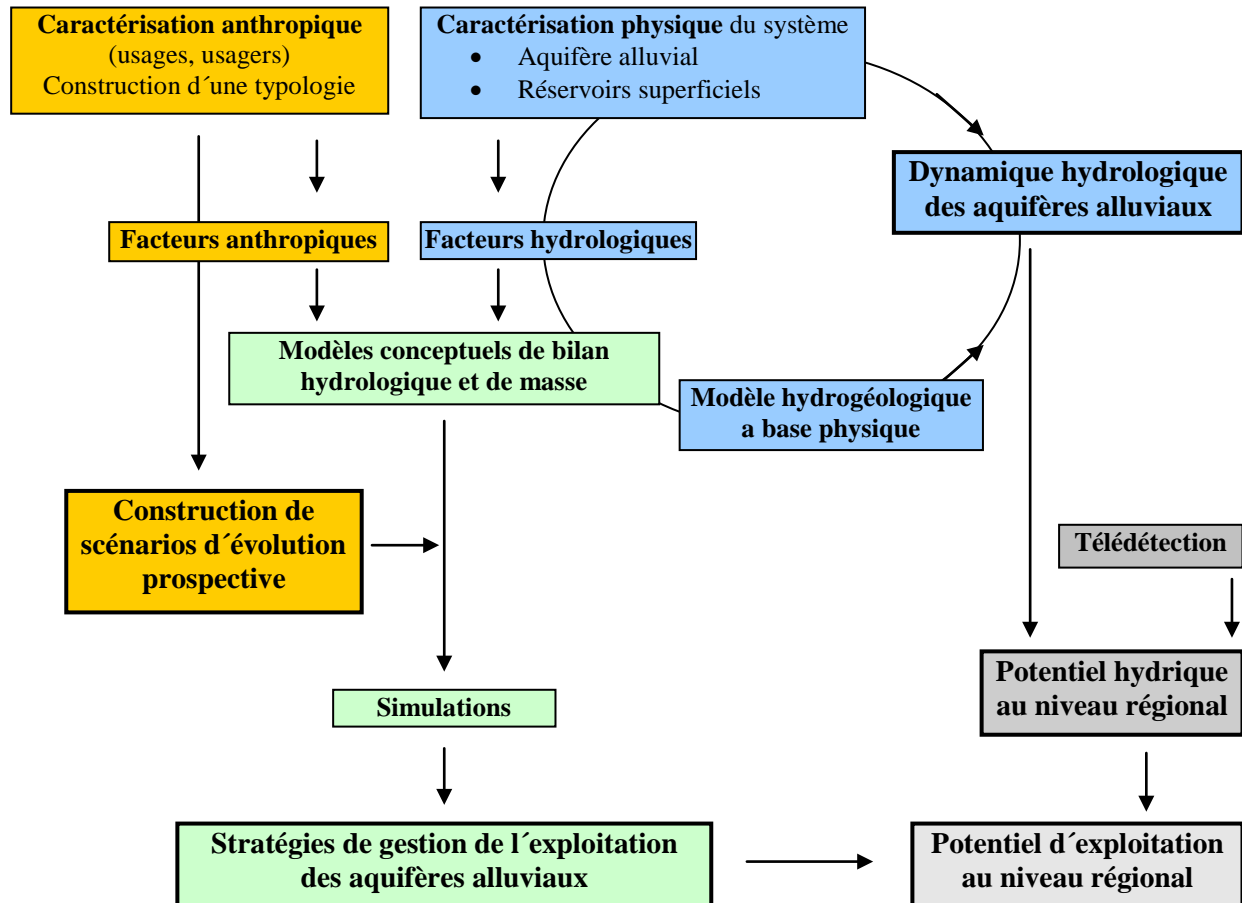 Caractérisation anthropique
(usages, usagers)
Construction d´une typologie
Caractérisation physique du système
• Aquifère alluvial
• Réservoirs superficiels
Dynamique hydrologique
des aquifères alluviaux
Facteurs anthropiques
Facteurs hydrologiques
Modèles conceptuels de bilan
hydrologique et de masse
Modèle hydrogéologique
a base physique
Construction de
scénarios d´évolution
prospective
Télédétection
Potentiel hydrique
au niveau régional
Simulations
Stratégies de gestion de l´exploitation
des aquifères alluviaux
Potentiel d´exploitation
au niveau régional